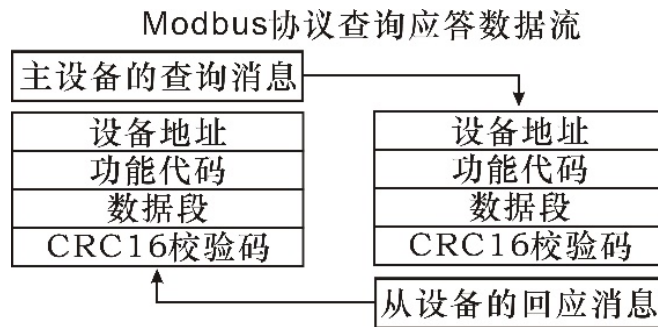 Modbus协议查询应答数据流
主设备的查询消息
设备地址
功能代码
数据段
CRC16校验码
设备地址
功能代码
数据段
CRC16校验码
从设备的回应消息